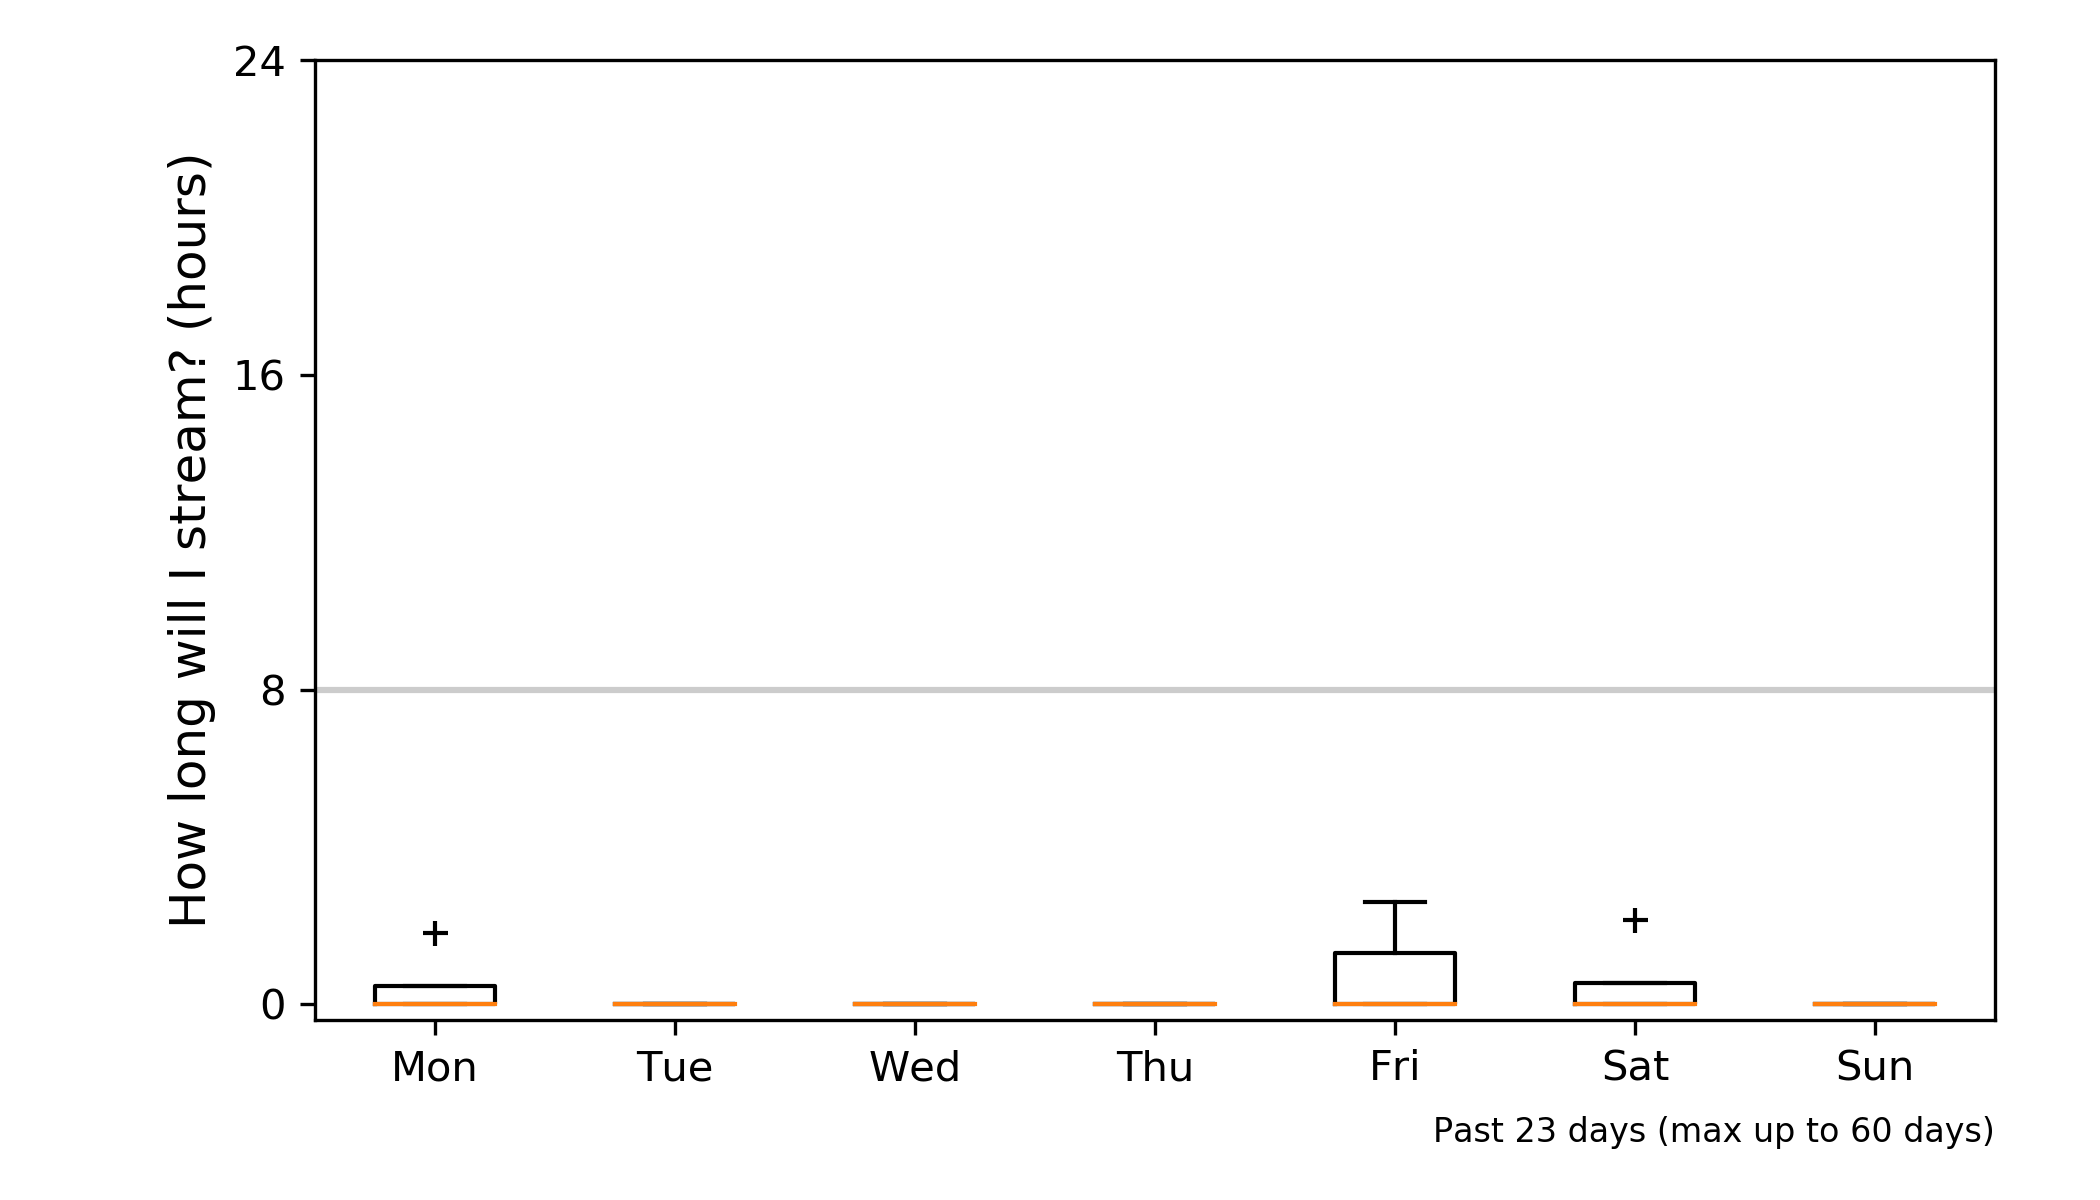 How long will I stream? (hours)
24
16
8
0
Mon Tue Wed Thu Fri Sat Sun
Past 23 days (max up to 60 days)